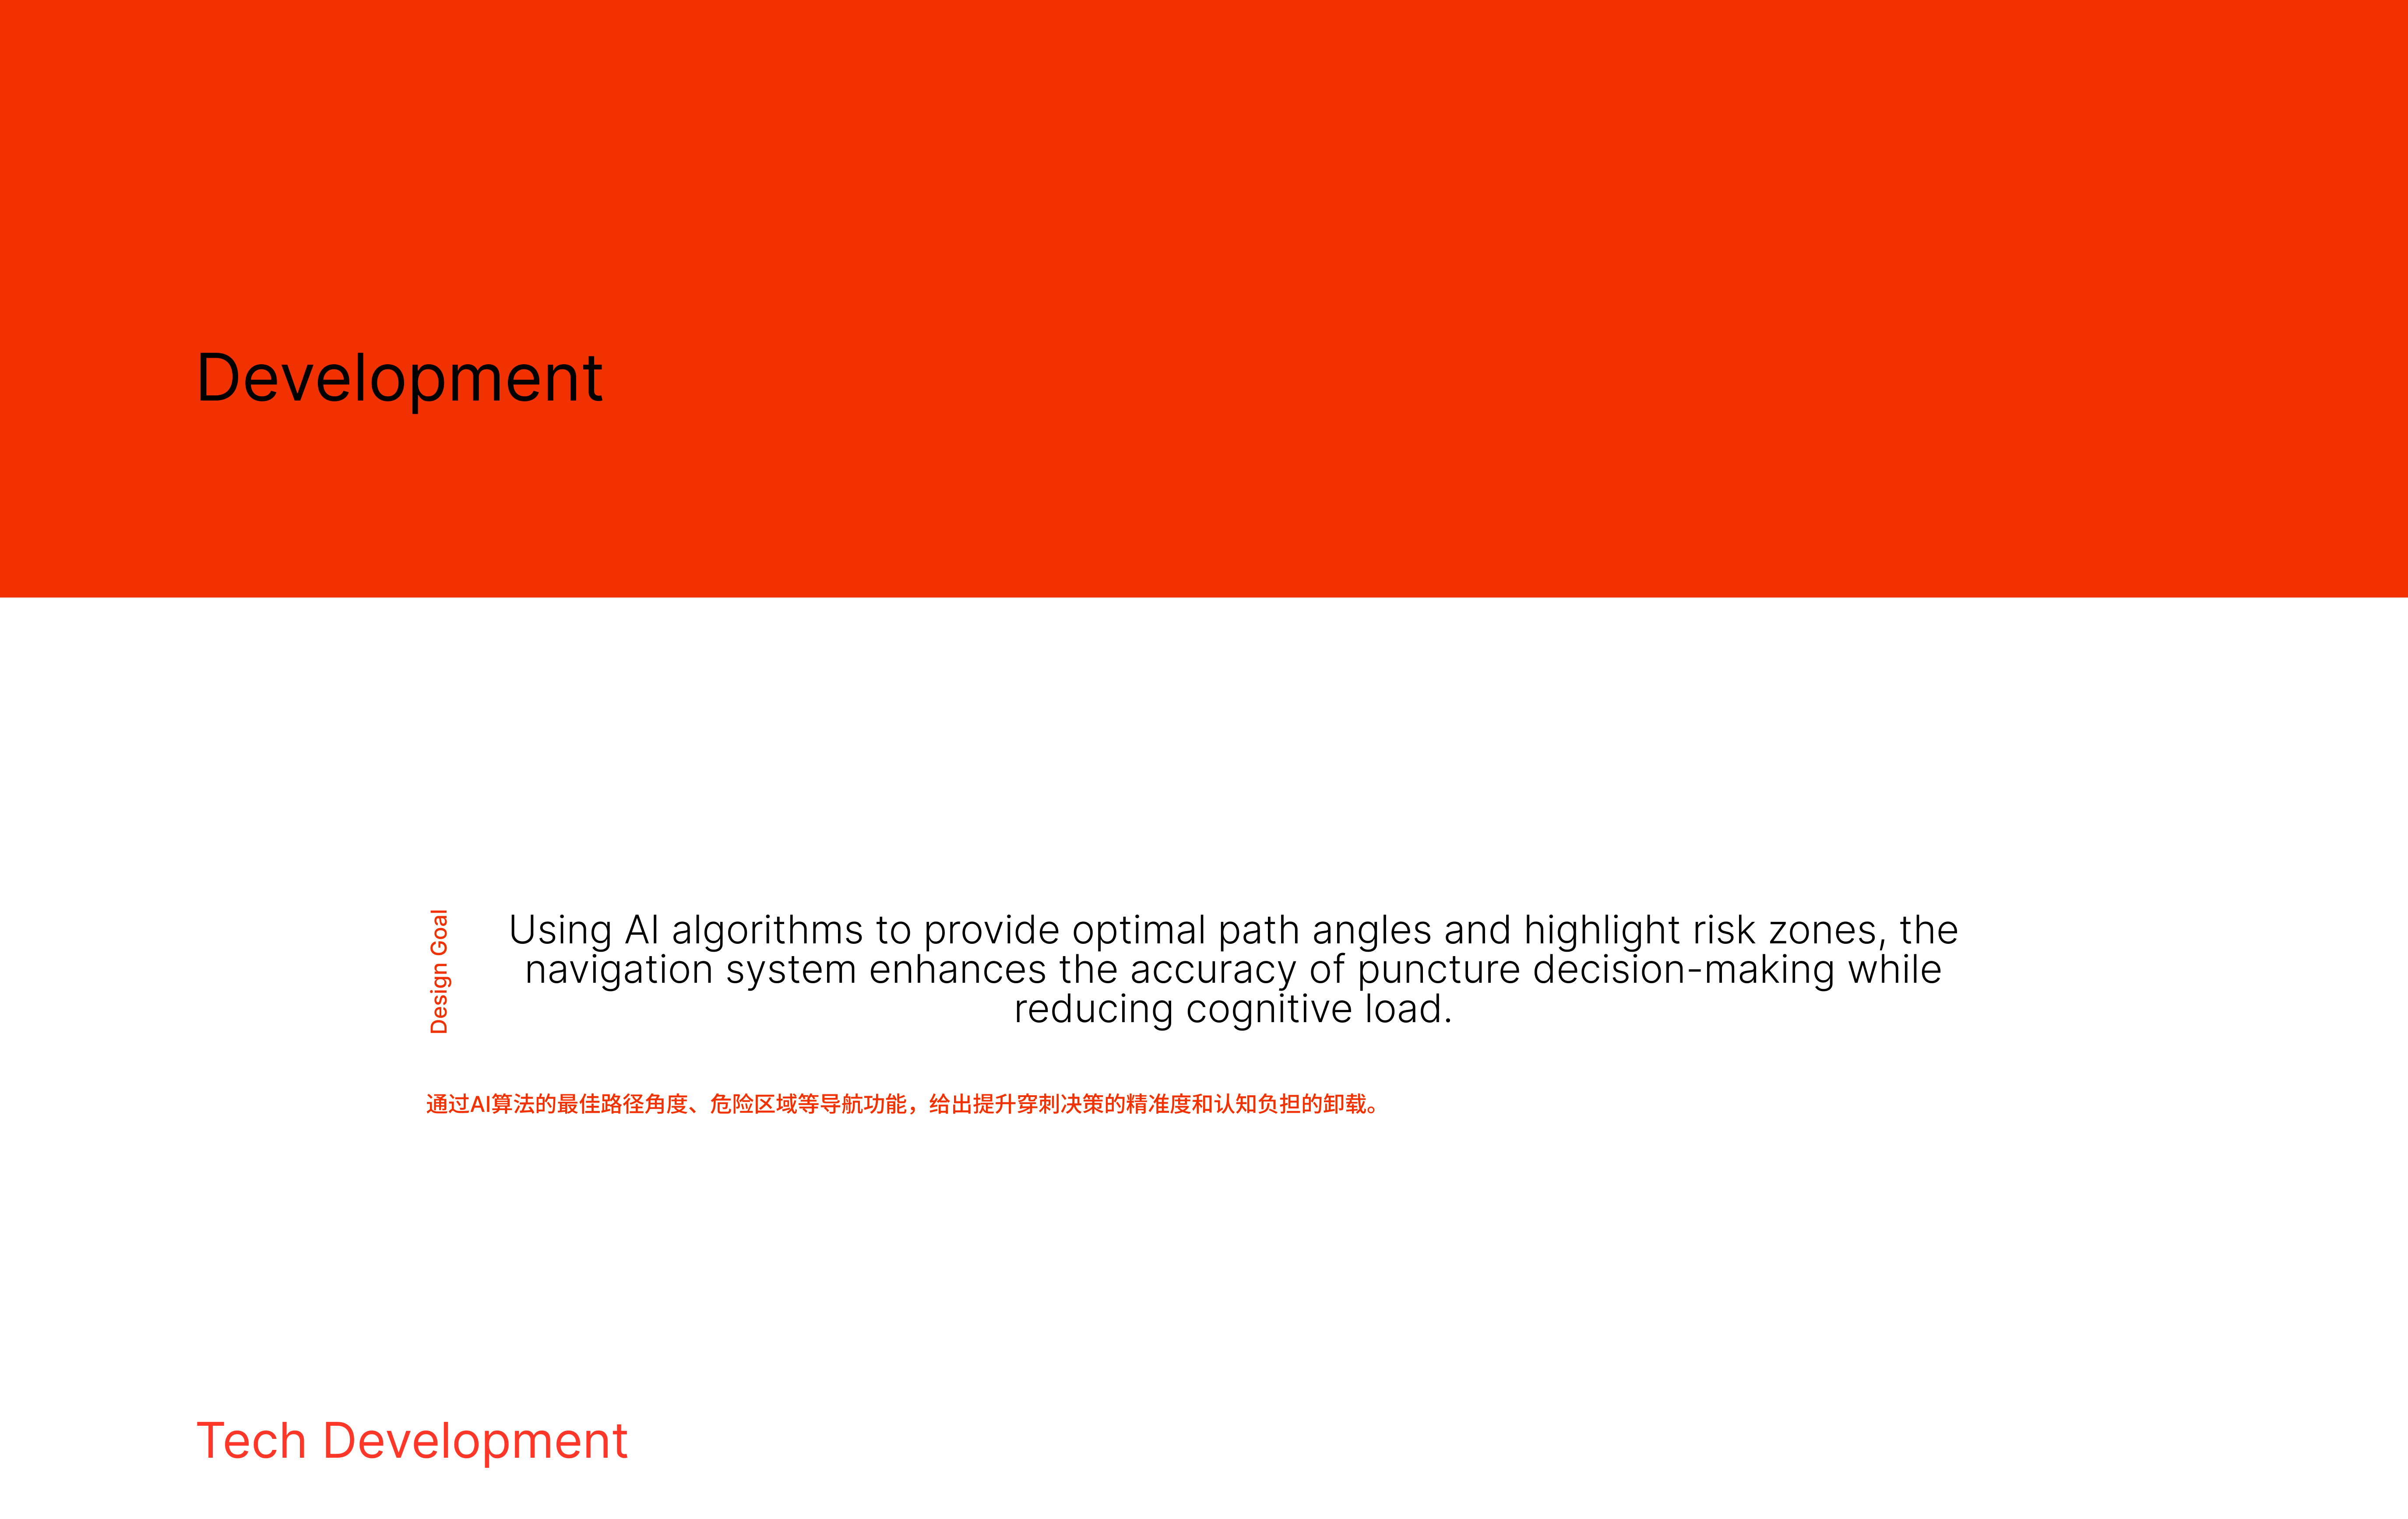 Development
Design Goal
Using AI algorithms to provide optimal path angles and highlight risk zones, the
navigation system enhances the accuracy of puncture decision-making while
reducing cognitive load.
通过AI算法的最佳路径角度、危险区域等导航功能，给出提升穿刺决策的精准度和认知负担的卸载。
Tech Development